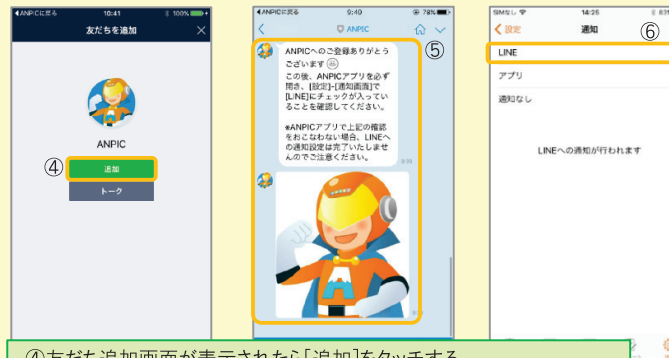 ◀ANPICに戻る 10:41 100%
友だちを追加 ×
ANPIC
④ 追加
トーク
◀ANPICに戻る 9:40 78%
ANPIC
⑤
ANPICへのご登録ありがとう
ございます
この後、ANPICアプリを必ず
開き、[設定]-[通知画面]で
[LINE]にチェックが入ってい
ることを確認してください。
※ANPICアプリで上記の確認
をおこなわない場合、LINEへ
の通知設定は完了いたしませ
んのでご注意ください。
9:39
SIMなし 14:25 83%
設定 通知
⑥
LINE
アプリ
通知なし
LINEへの通知が行われます
④友だち追加画面が表示されたら[追加]をタッチする